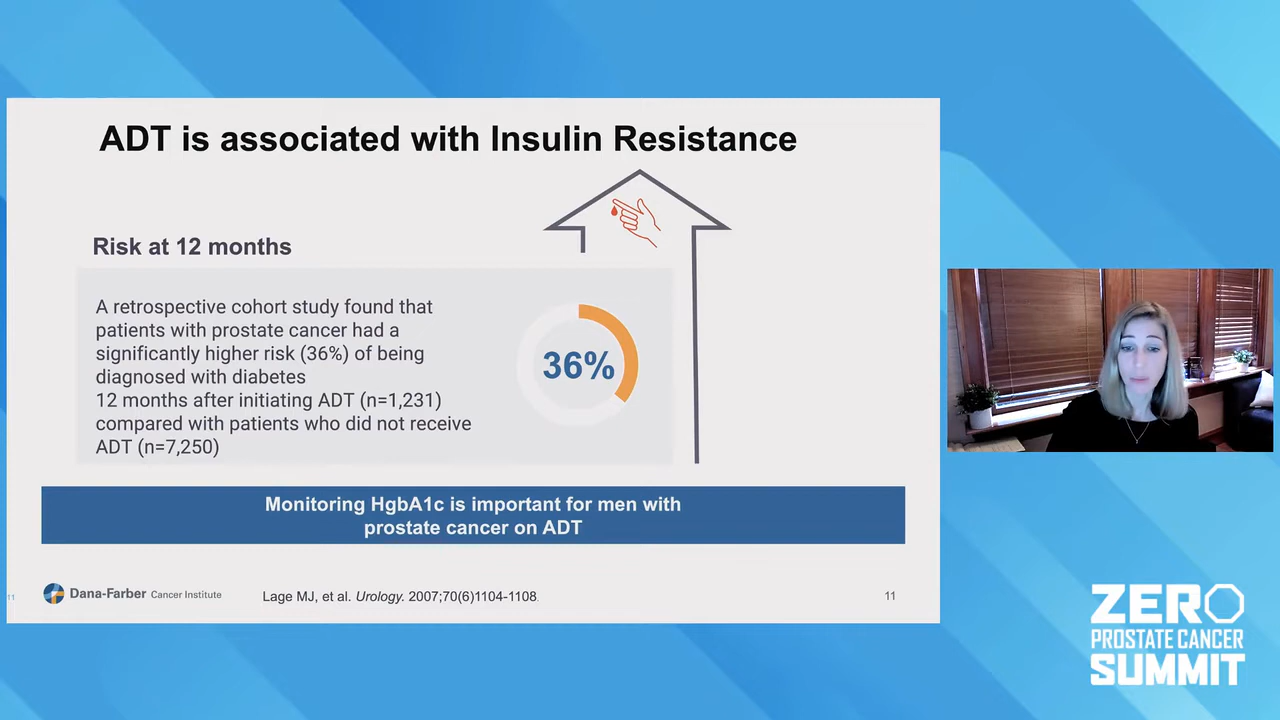 ADT is associated with Insulin Resistance
Risk at 12 months
A retrospective cohort study found that
patients with prostate cancer had a
significantly higher risk (36%) of being
diagnosed with diabetes
12 months after initiating ADT (n=1,231)
compared with patients who did not receive
ADT (n=7,250)
36%
Monitoring HgbA1c is important for men with
prostate cancer on ADT
11
Dana-Farber Cancer Institute
Lage MJ, et al. Urology. 2007;70(6)1104-1108.
11
ZERO
PROSTATE CANCER
SUMMIT